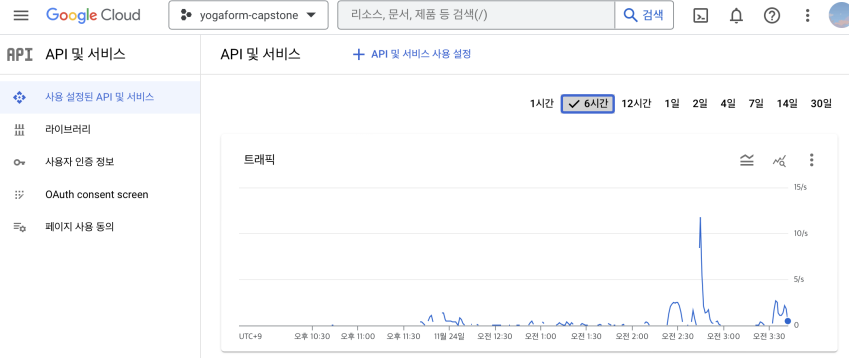 Google Cloud
yogaform-capstone
리소스, 문서, 제품 등 검색(/)
검색
API
API 및 서비스
사용 설정된 API 및 서비스
라이브러리
사용자 인증 정보
OAuth consent screen
페이지 사용 동의
API 및 서비스
API 및 서비스 사용 설정
1시간 6시간 12시간 1일 2일 4일 7일 14일 30일
트래픽
15/s
10/s
5/s
0
UTC+9 오후 10:30 오후 11:00 오후 11:30 11월 24일 오전 12:30 오전 1:00 오전 1:30 오전 2:00 오전 2:30 오전 3:00 오전 3:30